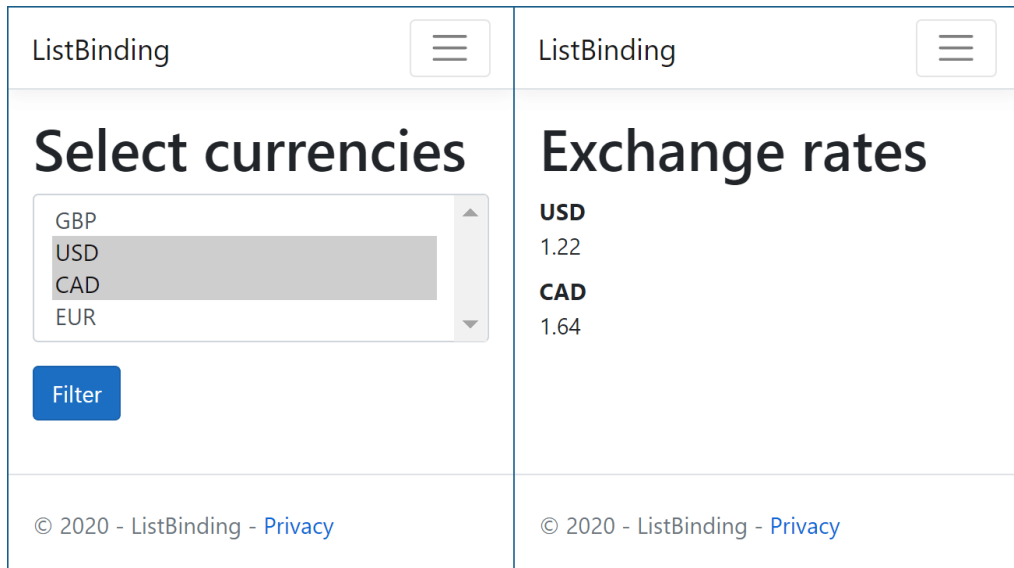 ListBinding
Select currencies
GBP
USD
CAD
EUR
Filter
© 2020 - ListBinding - Privacy
ListBinding
Exchange rates
USD
1.22
CAD
1.64
© 2020 - ListBinding - Privacy